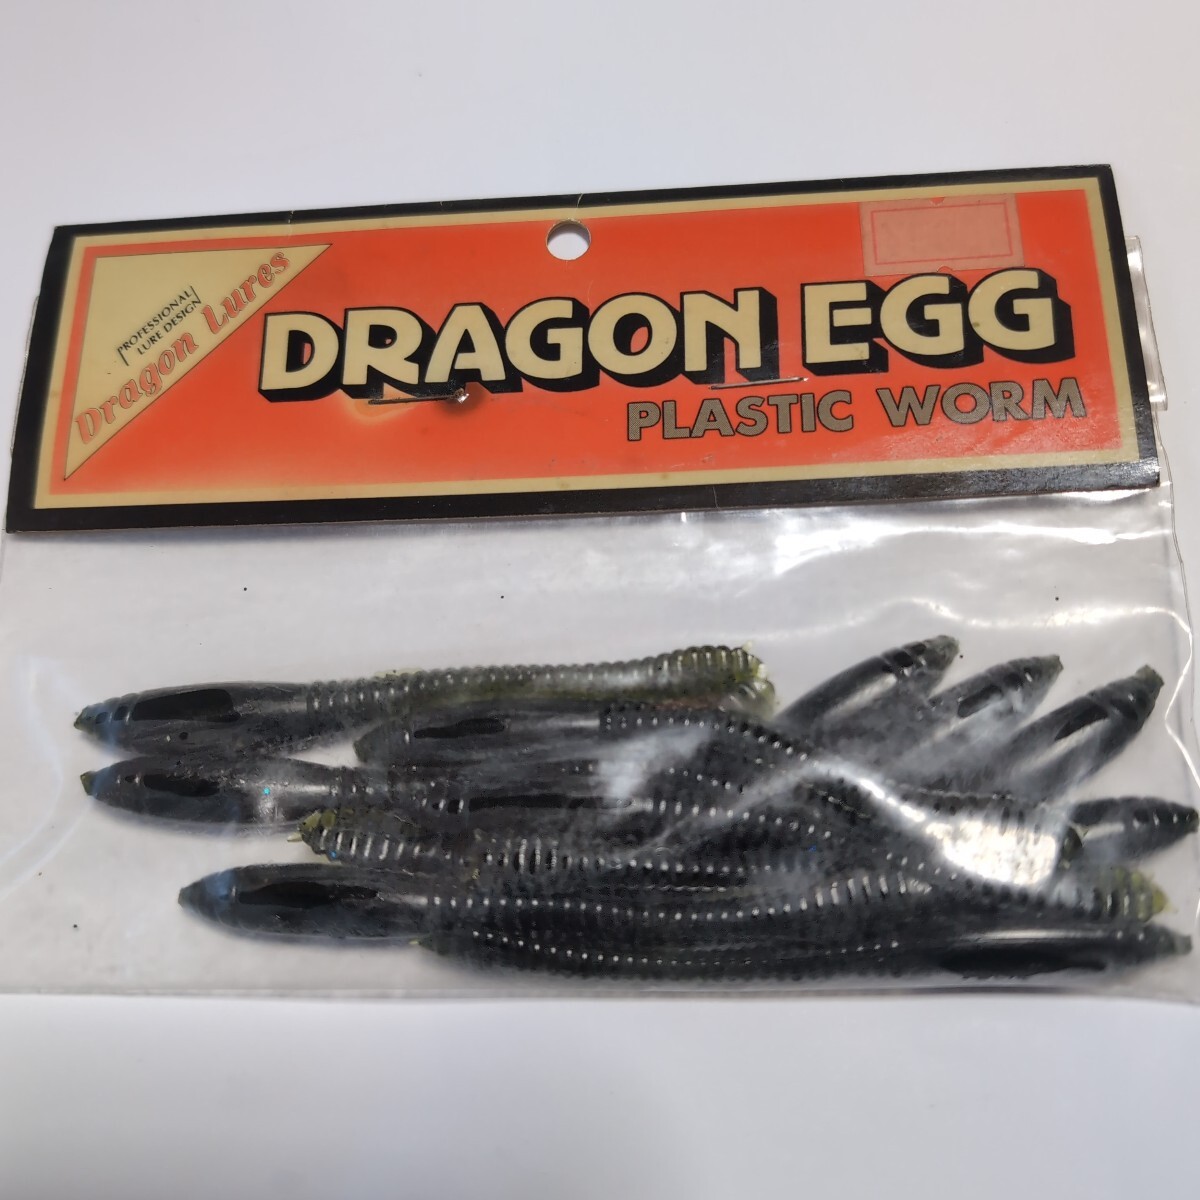 PROFESSIONAL
LURE DESIGN
Dragon Lures
DRAGON EGG
PLASTIC WORM